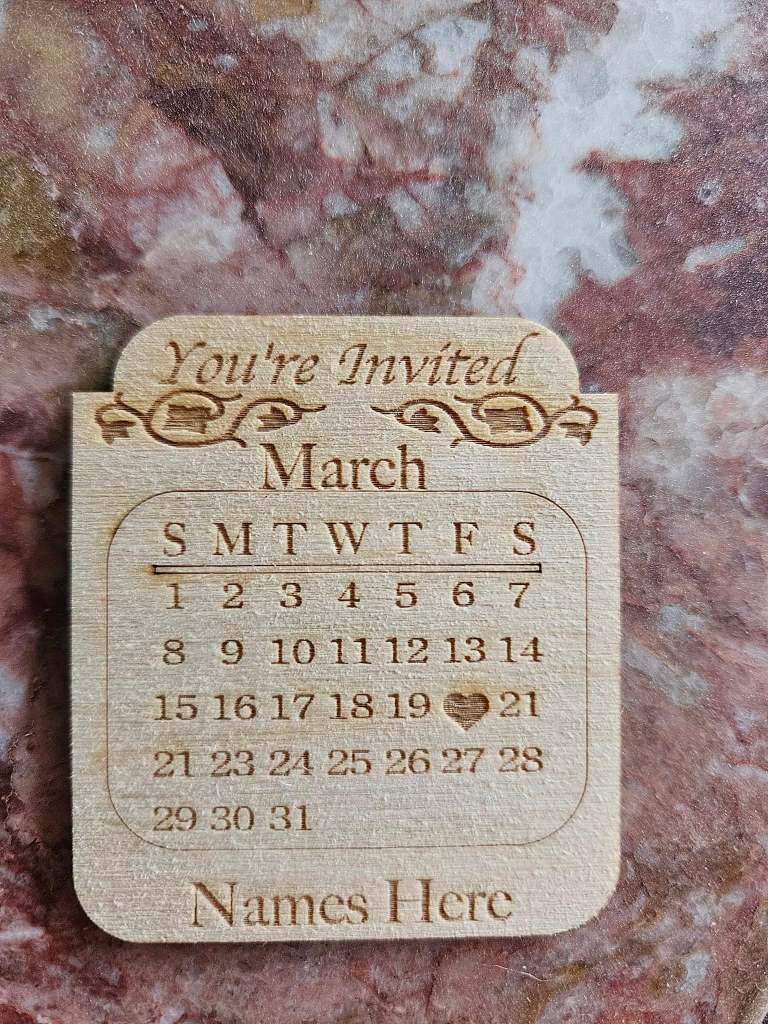 You're Invited
March
S M T W T F S
1 2 3 4 5 6 7
8 9 10 11 12 13 14
15 16 17 18 19 21
21 23 24 25 26 27 28
29 30 31
Names Here